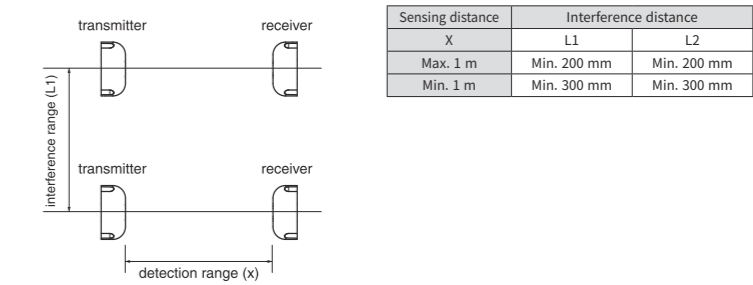 transmitter receiver
interference range (L1)
transmitter receiver
detection range (x)
Sensing distance Interference distance
X L1 L2
Max. 1 m Min. 200 mm Min. 200 mm
Min. 1 m Min. 300 mm Min. 300 mm